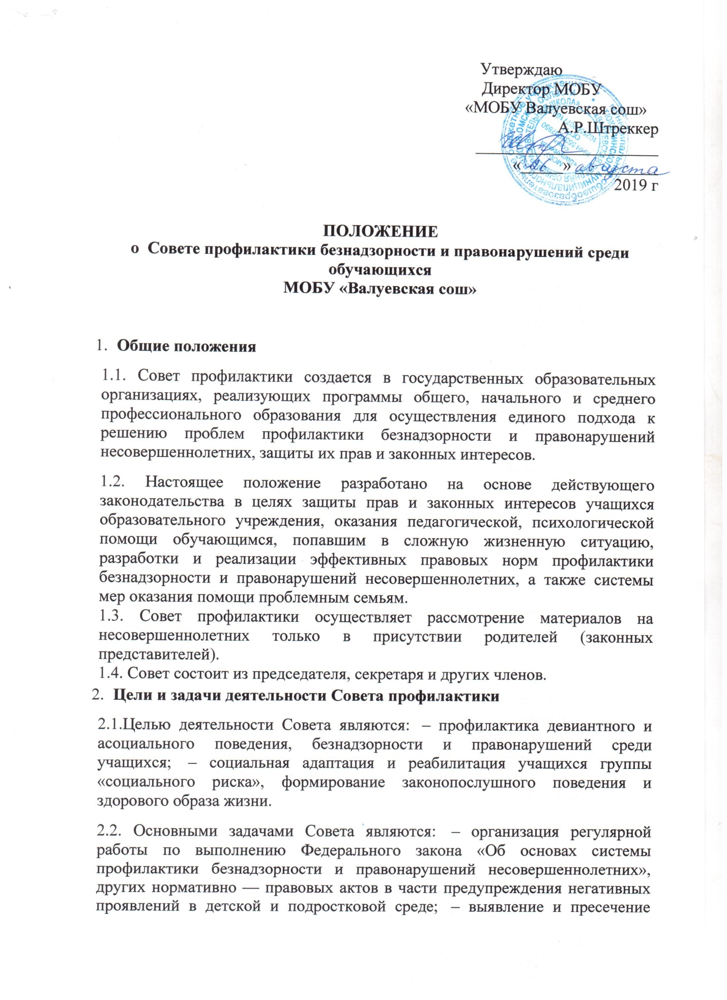 Утверждаю
Директор МОБУ
«МОБУ Валуевская сош»
А.Р.Штреккер
«26» августа
2019 г
ПОЛОЖЕНИЕ
о Совете профилактики безнадзорности и правонарушений среди
обучающихся
МОБУ «Валуевская сош»
1. Общие положения
1.1. Совет профилактики создается в государственных образовательных
организациях, реализующих программы общего, начального и среднего
профессионального образования для осуществления единого подхода к
решению проблем профилактики безнадзорности и правонарушений
несовершеннолетних, защиты их прав и законных интересов.
1.2. Настоящее положение разработано на основе действующего
законодательства в целях защиты прав и законных интересов учащихся
образовательного учреждения, оказания педагогической, психологической
помощи обучающимся, попавшим в сложную жизненную ситуацию,
разработки и реализации эффективных правовых норм профилактики
безнадзорности и правонарушений несовершеннолетних, а также системы
мер оказания помощи проблемным семьям.
1.3. Совет профилактики осуществляет рассмотрение материалов на
несовершеннолетних только в присутствии родителей (законных
представителей).
1.4. Совет состоит из председателя, секретаря и других членов.
2. Цели и задачи деятельности Совета профилактики
2.1.Целью деятельности Совета являются: – профилактика девиантного и
асоциального поведения, безнадзорности и правонарушений среди
учащихся; – социальная адаптация и реабилитация учащихся группы
«социального риска», формирование законопослушного поведения и
здорового образа жизни.
2.2. Основными задачами Совета являются: – организация регулярной
работы по выполнению Федерального закона «Об основах системы
профилактики безнадзорности и правонарушений несовершеннолетних»,
других нормативно — правовых актов в части предупреждения негативных
проявлений в детской и подростковой среде; – выявление и пресечение